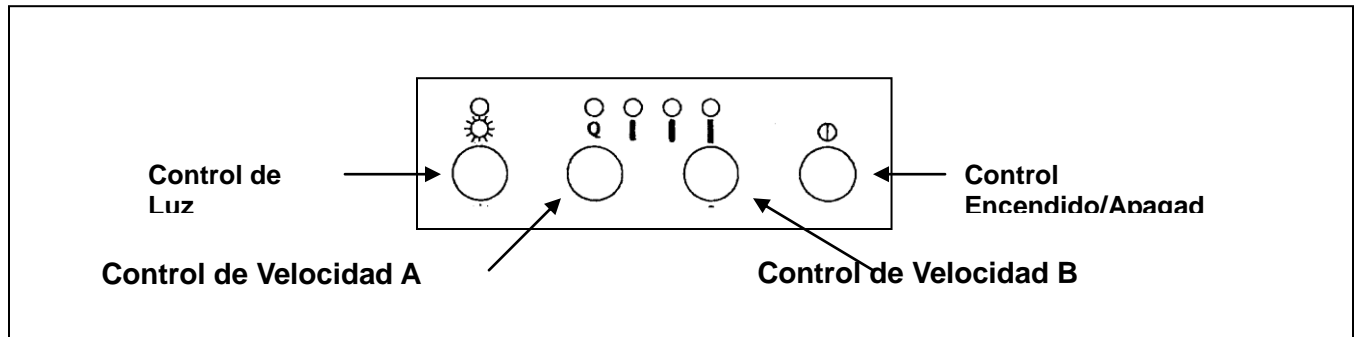 Q
Control de
Luz
Control
Encendido/Apagad
Control de Velocidad A
Control de Velocidad B